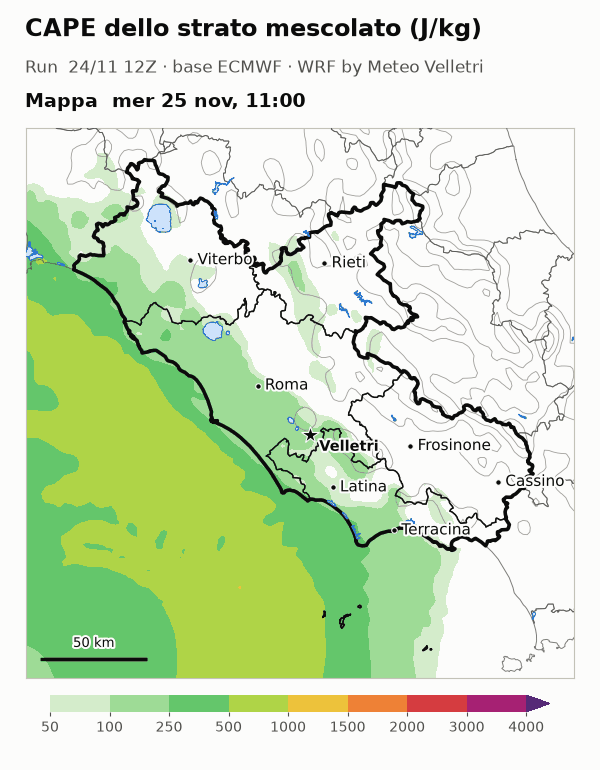 CAPE dello strato mescolato (J/kg)
Run  24/11 12Z · base ECMWF · WRF by Meteo Velletri
Mappa  mer 25 nov, 11:00
Viterbo
Rieti
Roma
Velletri
Frosinone
Latina
Cassino
Terracina
50 km
50 100 250 500 1000 1500 2000 3000 4000